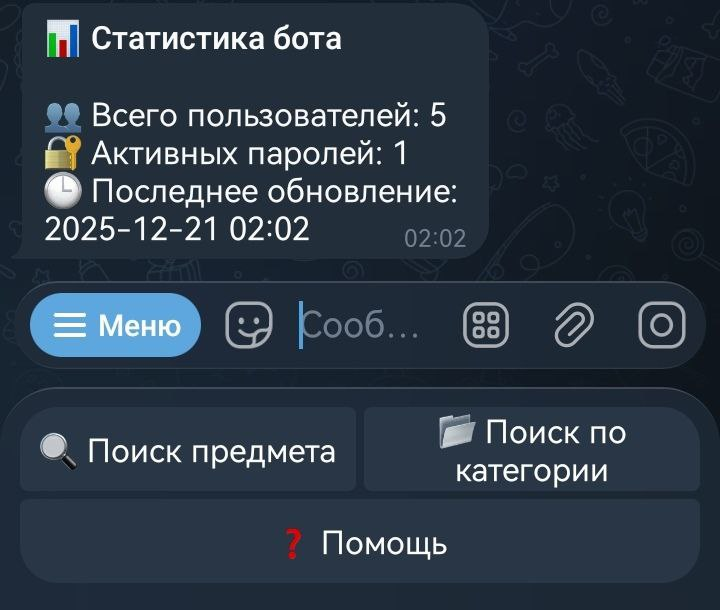 Статистика бота
Всего пользователей: 5
Активных паролей: 1
Последнее обновление:
2025-12-21 02:02
02:02
Меню
Сооб...
Поиск предмета
Поиск по
категории
❓ Помощь